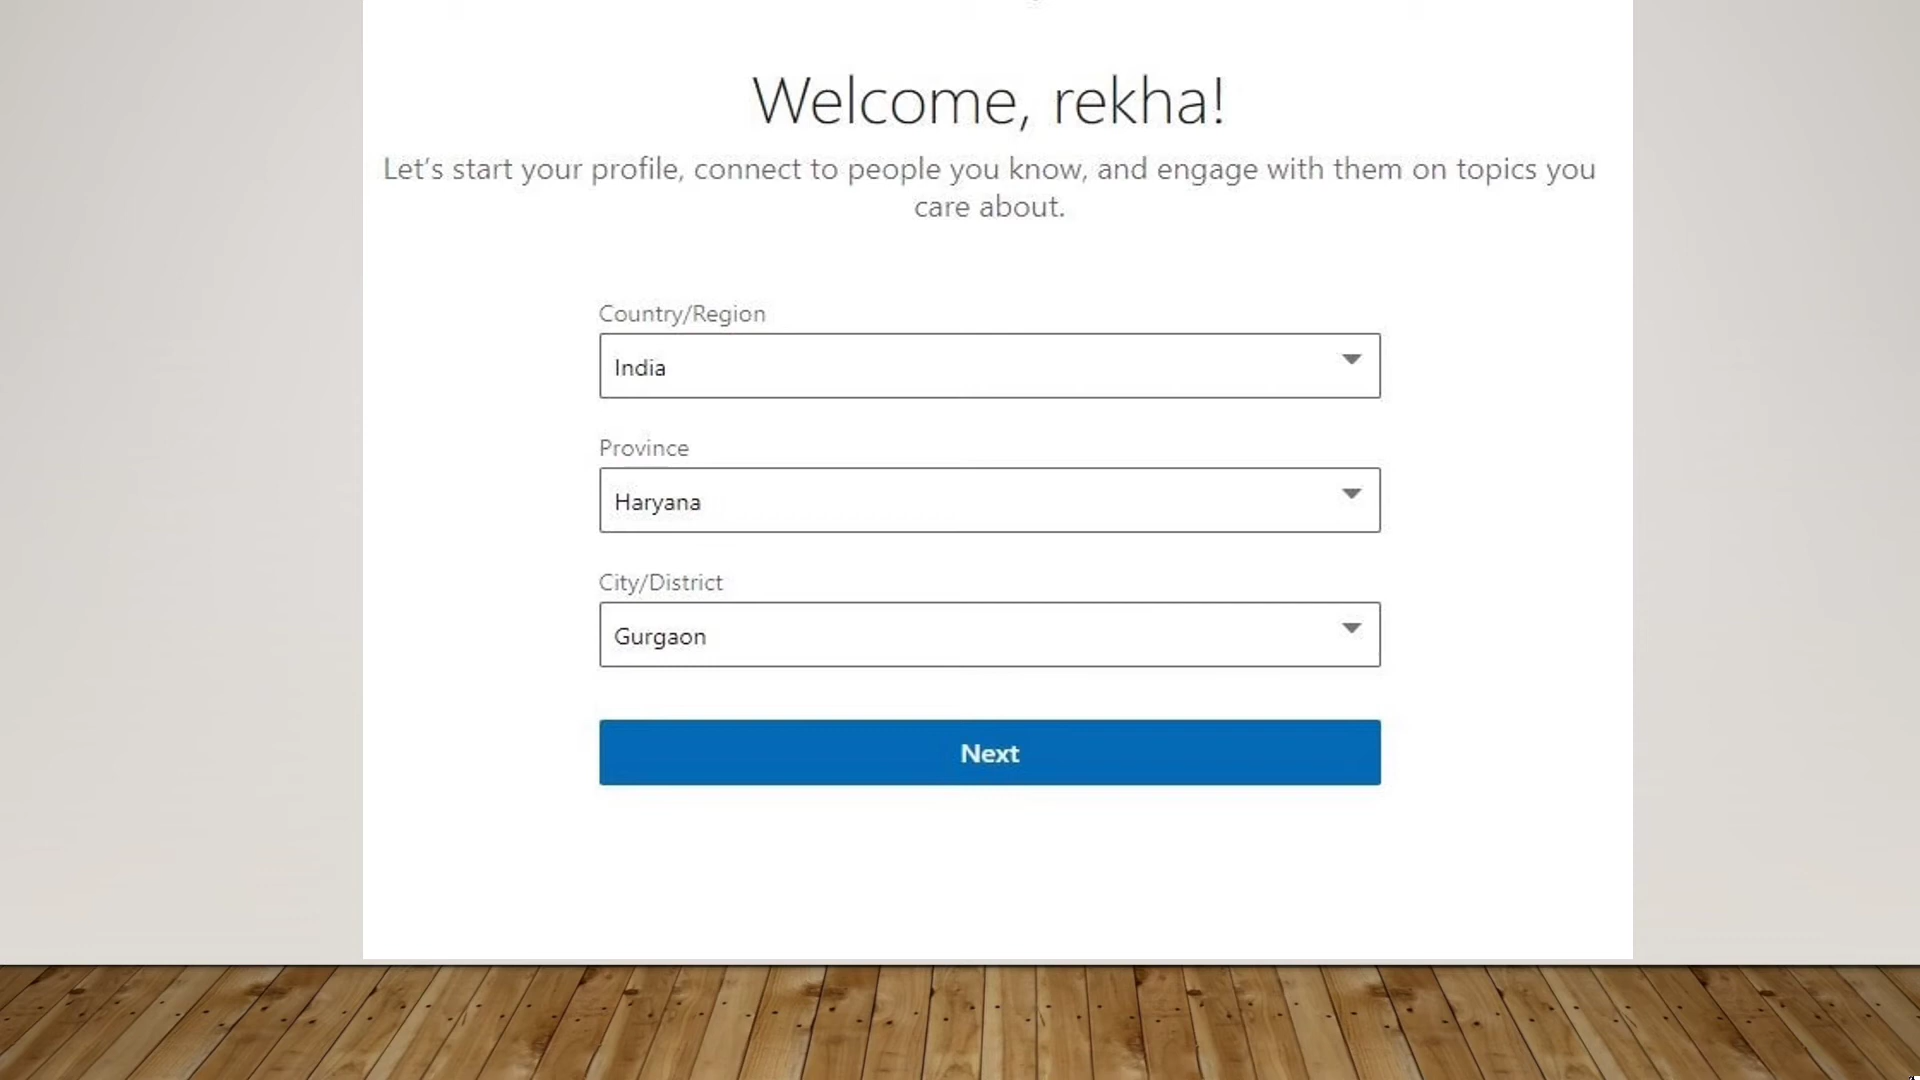 Welcome, rekha!
Let’s start your profile, connect to people you know, and engage with them on topics you
care about.
Country/Region
India
Province
Haryana
City/District
Gurgaon
Next